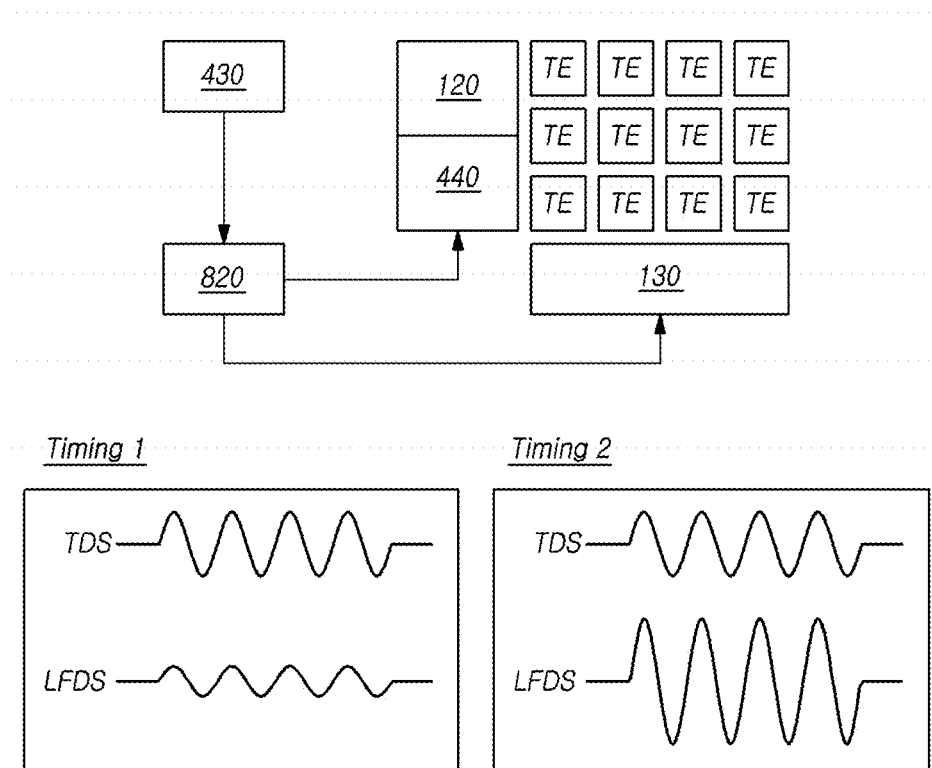 430
120
TE TE TE TE
TE TE TE TE
440
TE TE TE TE
820
130
Timing 1
Timing 2
TDS
TDS
LFDS
LFDS